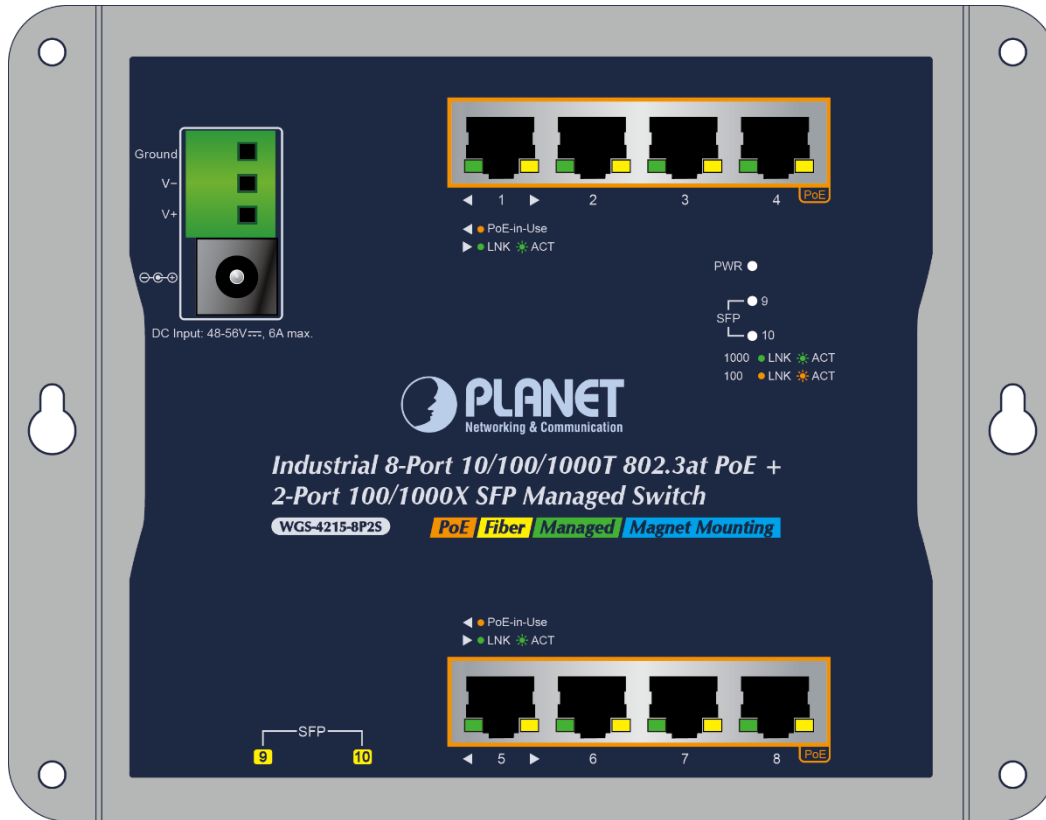 Ground
V−
V+
DC Input: 48-56V⎓, 6A max.
1 2 3 4 PoE
PoE-in-Use
LNK ACT
PWR
SFP
9
10
1000 LNK ACT
100 LNK ACT
PLANET
Networking & Communication
Industrial 8-Port 10/100/1000T 802.3at PoE +
2-Port 100/1000X SFP Managed Switch
WGS-4215-8P2S PoE Fiber Managed Magnet Mounting
PoE-in-Use
LNK ACT
SFP
9 10
5 6 7 8 PoE